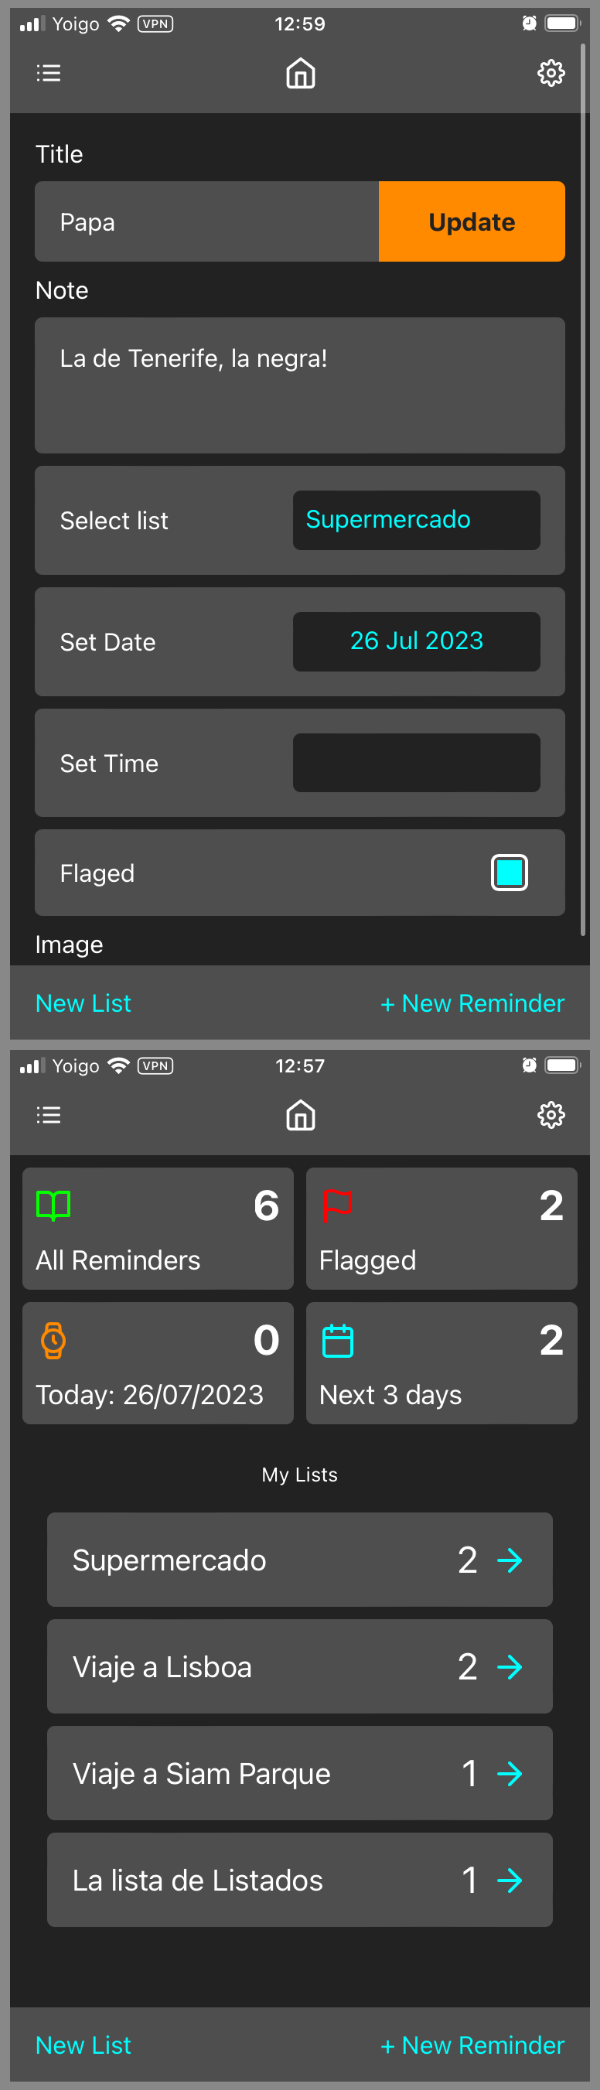 Yoigo VPN 12:59
Title
Papa Update
Note
La de Tenerife, la negra!
Select list Supermercado
Set Date 26 Jul 2023
Set Time
Flaged
Image
New List + New Reminder
Yoigo VPN 12:57
6 2
All Reminders Flagged
0 2
Today: 26/07/2023 Next 3 days
My Lists
Supermercado 2
Viaje a Lisboa 2
Viaje a Siam Parque 1
La lista de Listados 1
New List + New Reminder